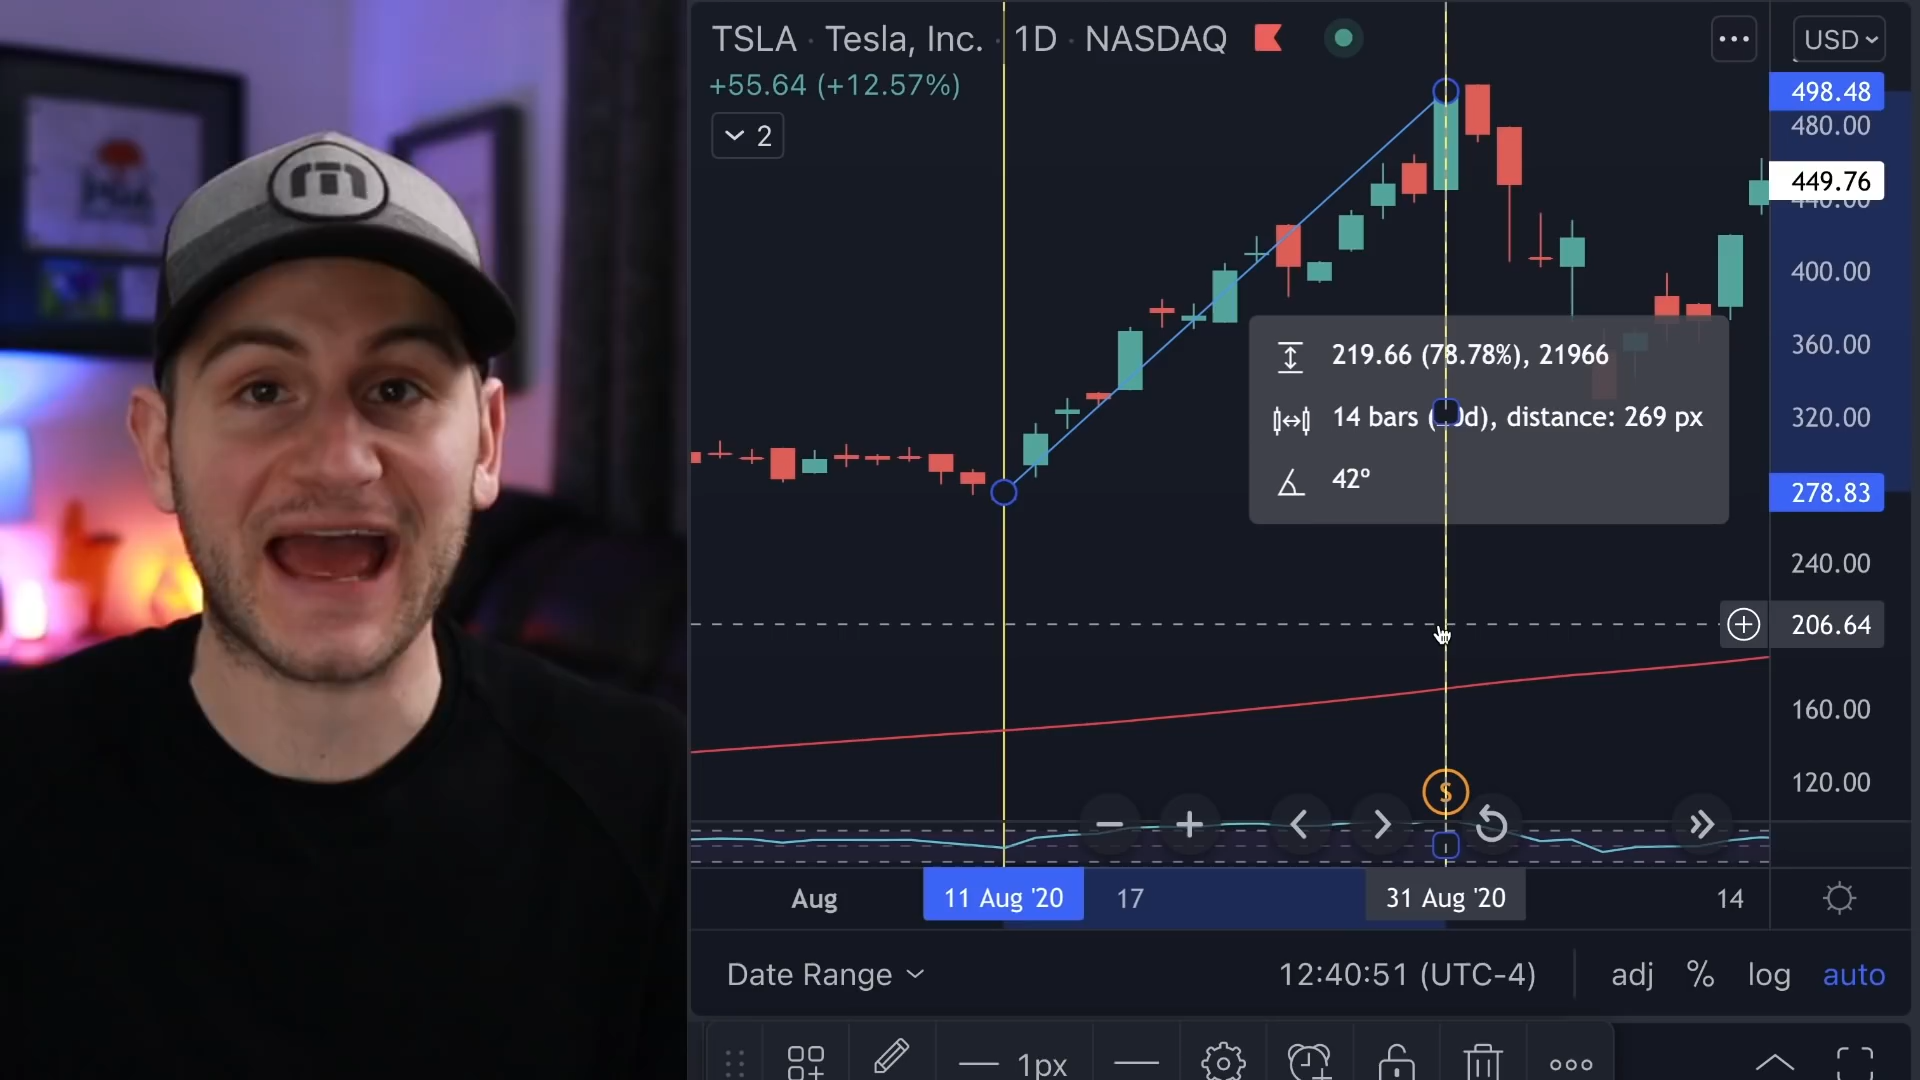 TSLA · Tesla, Inc. · 1D · NASDAQ
+55.64 (+12.57%)
2
USD
498.48
480.00
449.76
400.00
360.00
320.00
278.83
240.00
206.64
160.00
120.00
219.66 (78.78%), 21966
14 bars ( 0d), distance: 269 px
42°
$
Aug
11 Aug '20
17
31 Aug '20
14
Date Range
12:40:51 (UTC-4)
adj
%
log
auto
1px